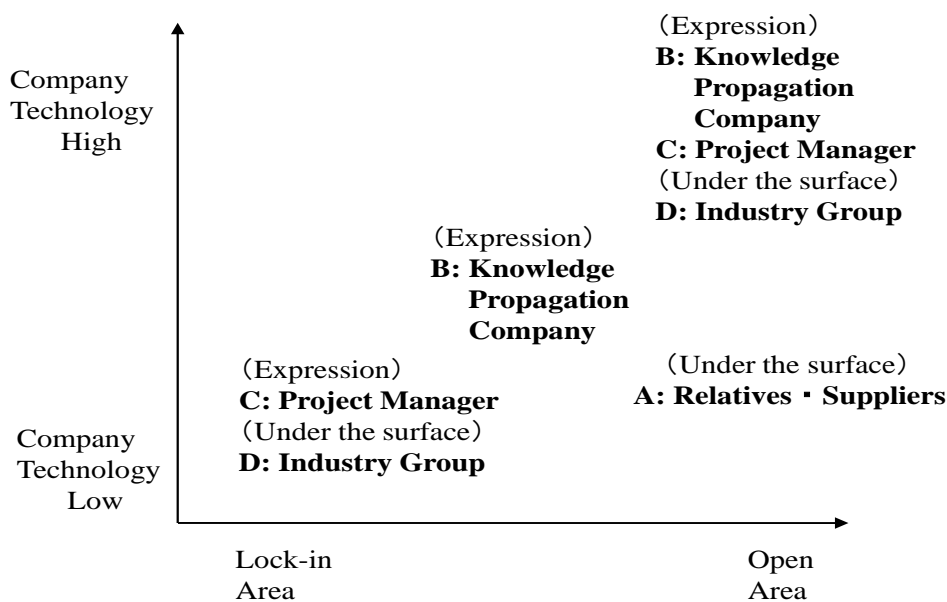 （Expression）
B: Knowledge
Propagation
Company
C: Project Manager
（Under the surface）
D: Industry Group
Company
Technology
High
（Expression）
B: Knowledge
Propagation
Company
（Expression）
C: Project Manager
（Under the surface）
D: Industry Group
（Under the surface）
A: Relatives・Suppliers
Company
Technology
Low
Lock-in
Area
Open
Area